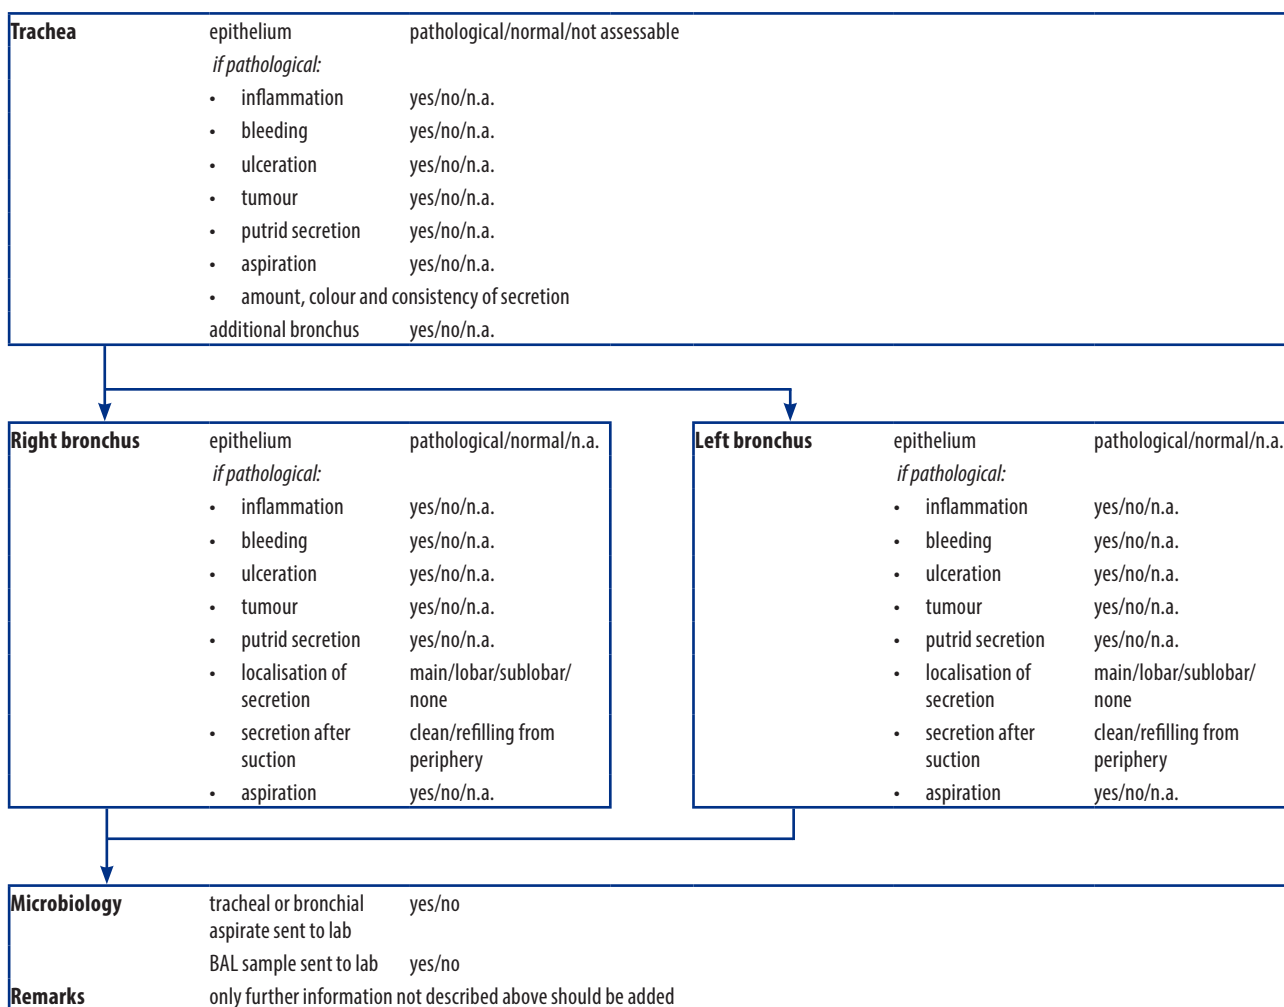 Trachea epithelium pathological/normal/not assessable
if pathological:
• inflammation yes/no/n.a.
• bleeding yes/no/n.a.
• ulceration yes/no/n.a.
• tumour yes/no/n.a.
• putrid secretion yes/no/n.a.
• aspiration yes/no/n.a.
• amount, colour and consistency of secretion
additional bronchus yes/no/n.a.
Right bronchus epithelium pathological/normal/n.a.
if pathological:
• inflammation yes/no/n.a.
• bleeding yes/no/n.a.
• ulceration yes/no/n.a.
• tumour yes/no/n.a.
• putrid secretion yes/no/n.a.
• localisation of main/lobar/sublobar/
secretion none
• secretion after clean/refilling from
suction periphery
• aspiration yes/no/n.a.
Left bronchus epithelium pathological/normal/n.a.
if pathological:
• inflammation yes/no/n.a.
• bleeding yes/no/n.a.
• ulceration yes/no/n.a.
• tumour yes/no/n.a.
• putrid secretion yes/no/n.a.
• localisation of main/lobar/sublobar/
secretion none
• secretion after clean/refilling from
suction periphery
• aspiration yes/no/n.a.
Microbiology tracheal or bronchial yes/no
aspirate sent to lab
BAL sample sent to lab yes/no
Remarks only further information not described above should be added